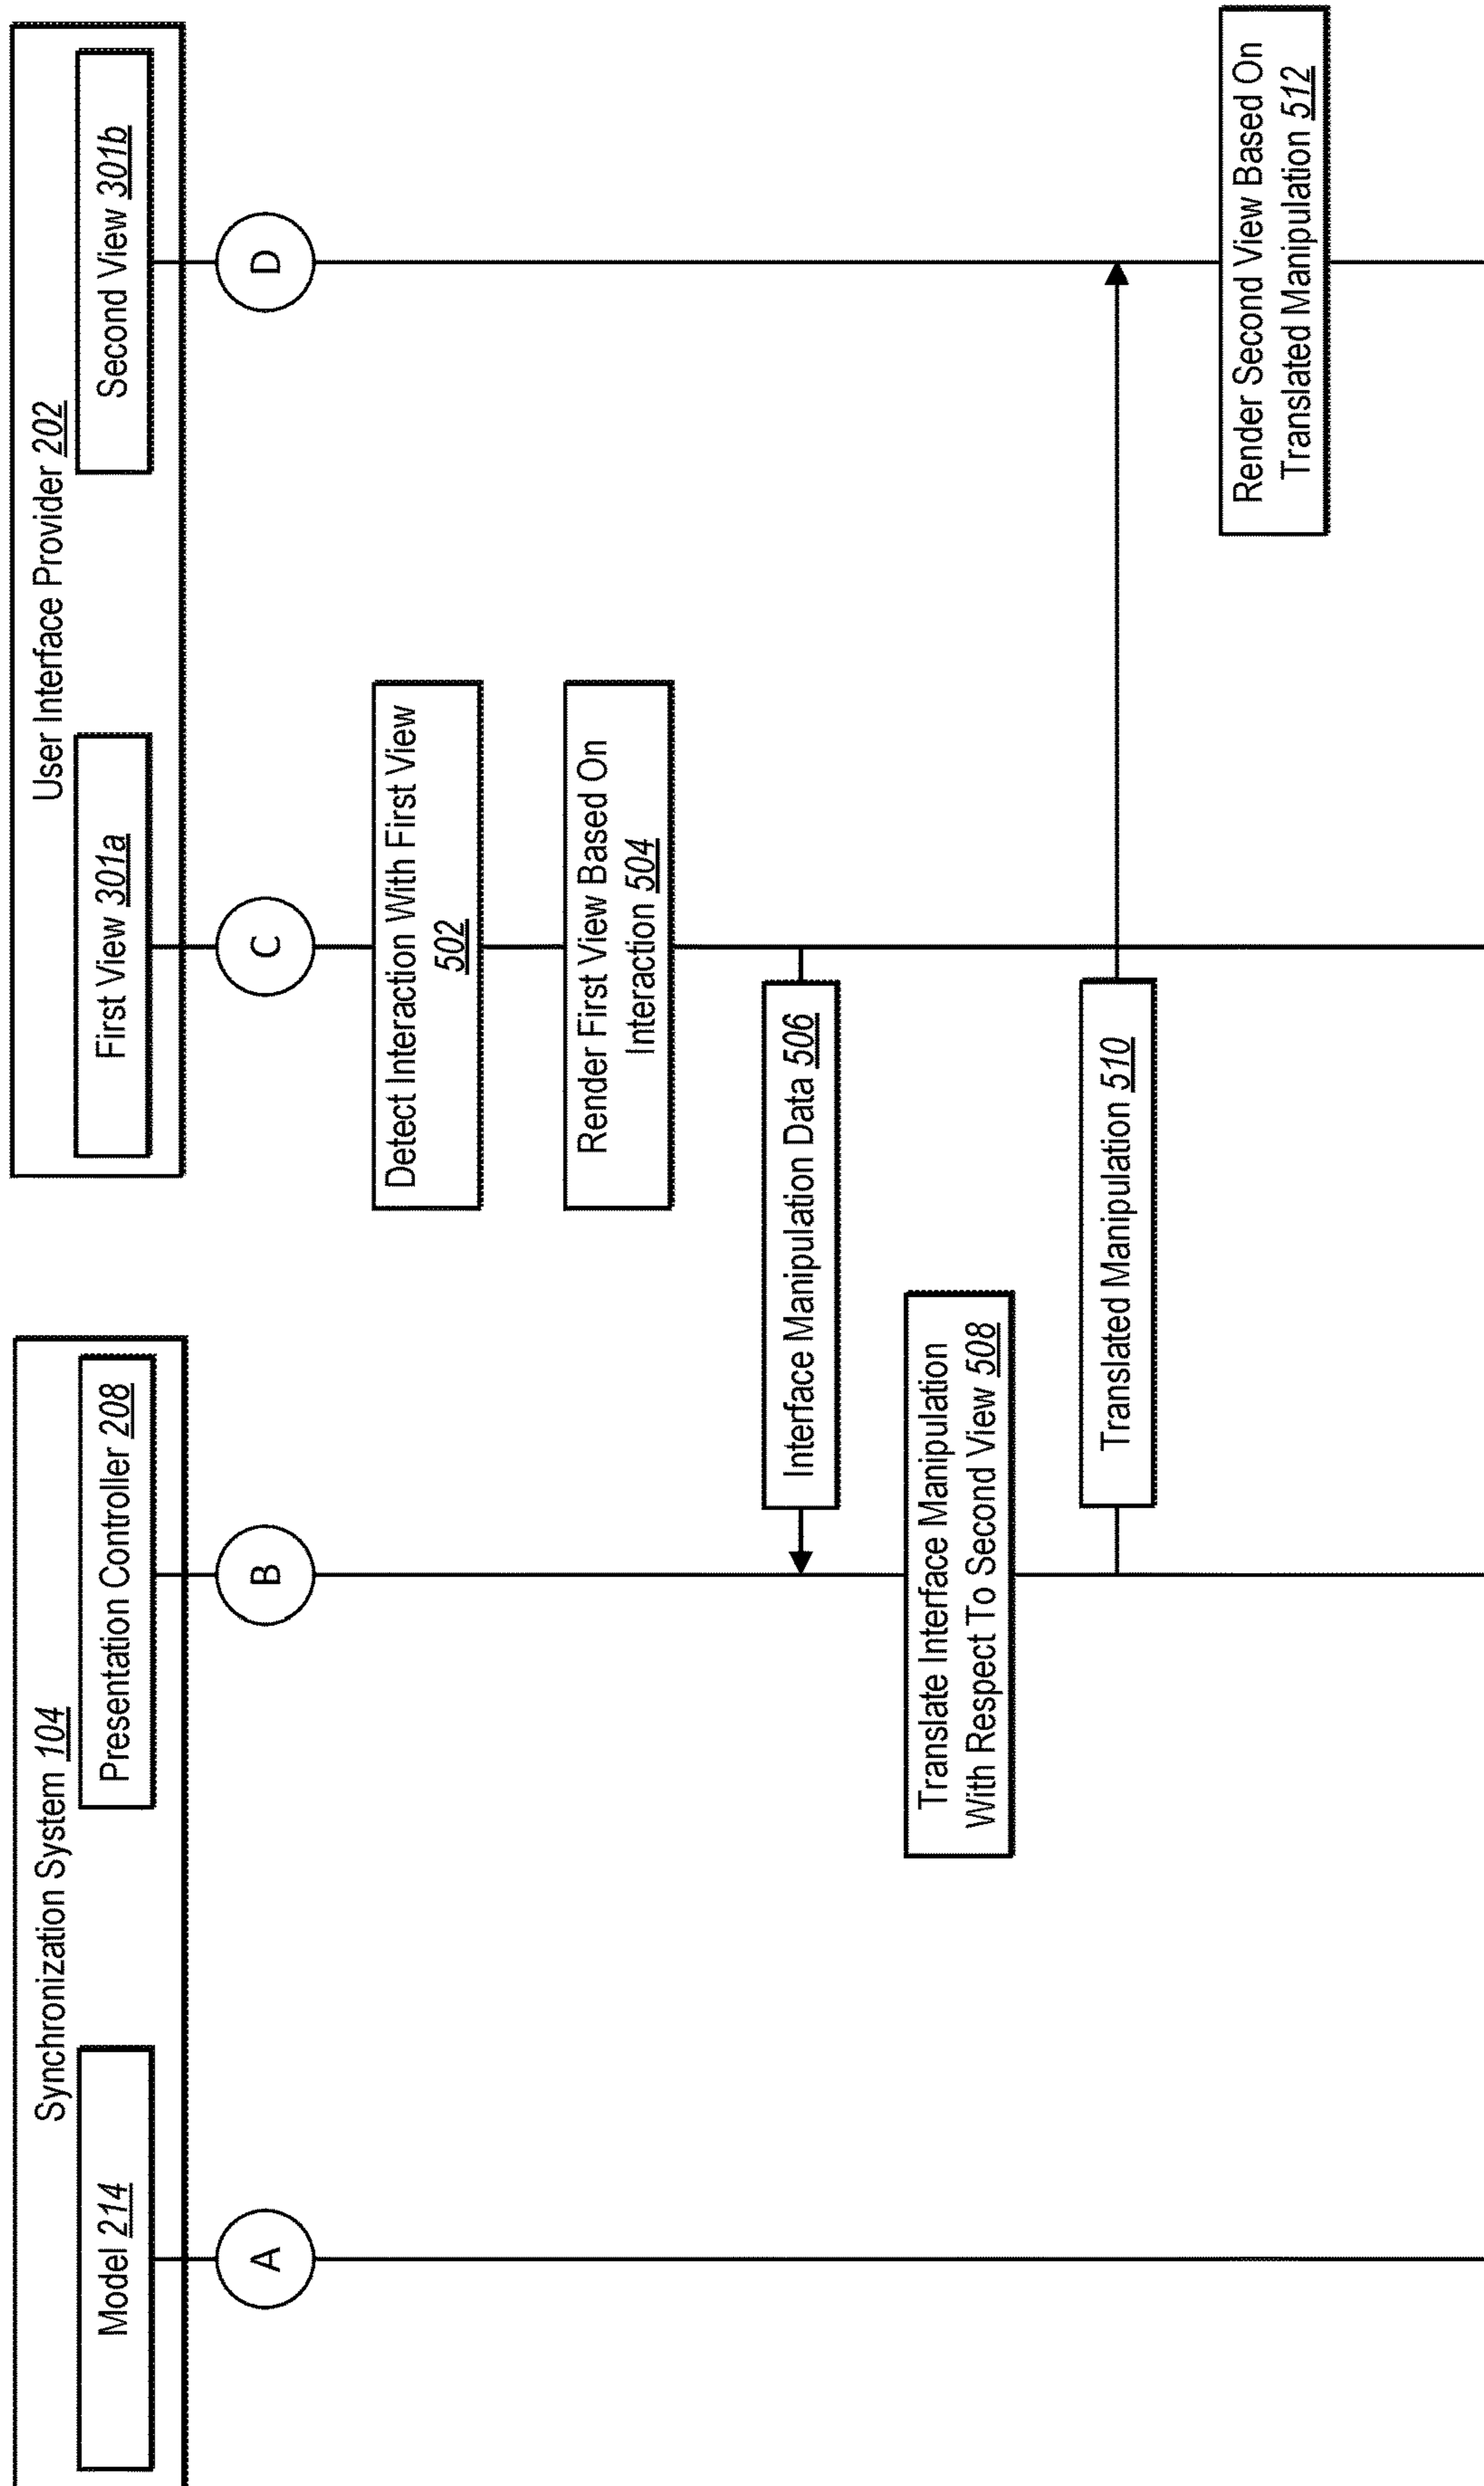 Synchronization System 104
User Interface Provider 202
Model 214
Presentation Controller 208
First View 301a
Second View 301b
A
B
C
D
Detect Interaction With First View
502
Render First View Based On
Interaction 504
Interface Manipulation Data 506
Translate Interface Manipulation
With Respect To Second View 508
Translated Manipulation 510
Render Second View Based On
Translated Manipulation 512